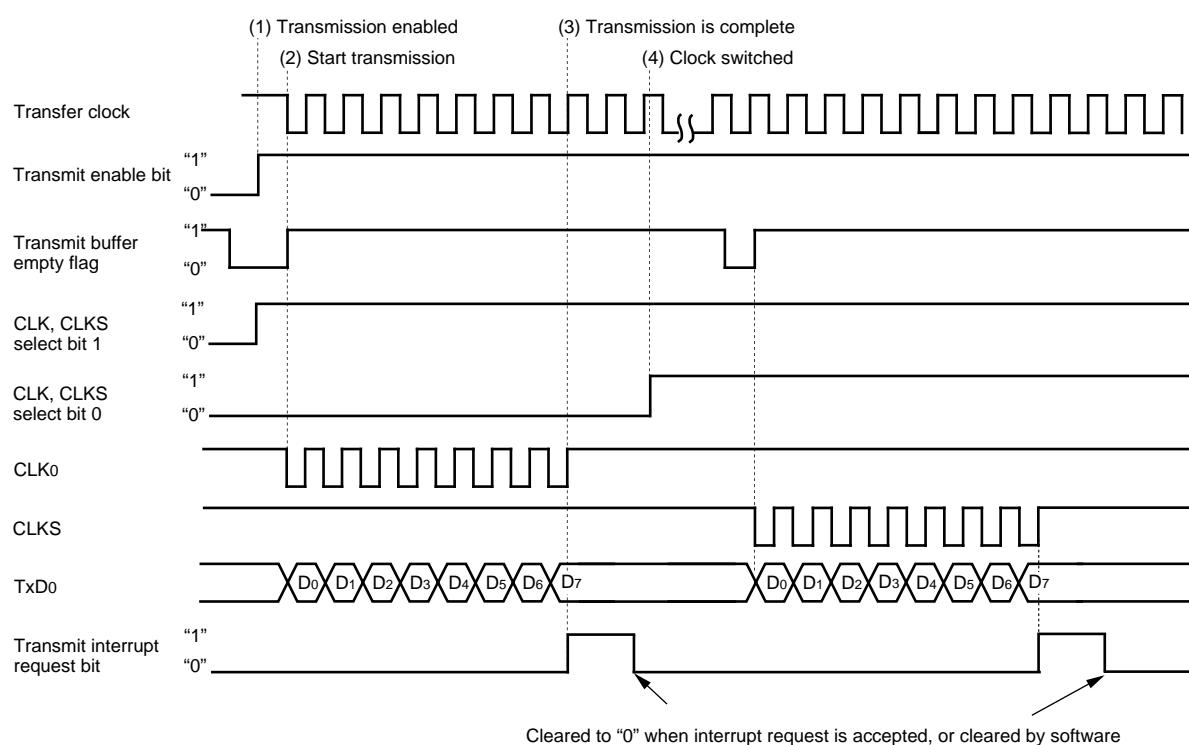 (1) Transmission enabled
(3) Transmission is complete
(2) Start transmission
(4) Clock switched
Transfer clock
Transmit enable bit
“1”
“0”
Transmit buffer
empty flag
“1”
“0”
CLK, CLKS
select bit 1
“1”
“0”
CLK, CLKS
select bit 0
“1”
“0”
CLK0
CLKS
TxD0
D0 D1 D2 D3 D4 D5 D6 D7
D0 D1 D2 D3 D4 D5 D6 D7
Transmit interrupt
request bit
“1”
“0”
Cleared to “0” when interrupt request is accepted, or cleared by software